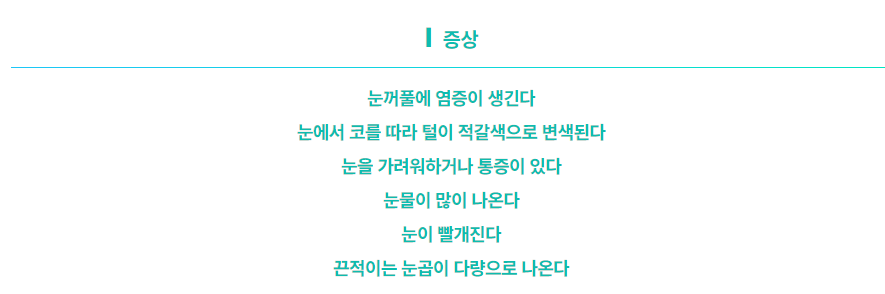 증상
눈꺼풀에 염증이 생긴다
눈에서 코를 따라 털이 적갈색으로 변색된다
눈을 가려워하거나 통증이 있다
눈물이 많이 나온다
눈이 빨개진다
끈적이는 눈곱이 다량으로 나온다